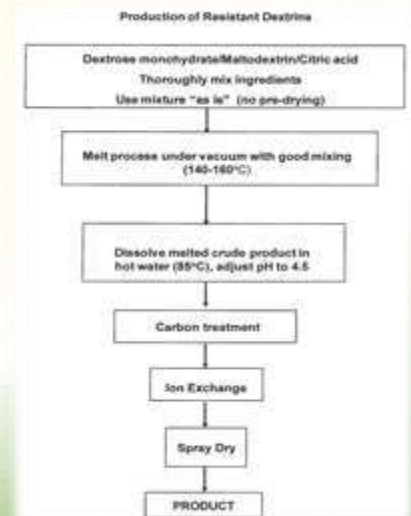 Production of Resistant Dextrins
Dextrose monohydrate/Maltodextrin/Citric acid
Thoroughly mix ingredients
Use mixture "as is" (no pre-drying)
Melt process under vacuum with good mixing
(140-160°C)
Dissolve melted crude product in
hot water (85°C), adjust pH to 4.5
Carbon treatment
Ion Exchange
Spray Dry
PRODUCT